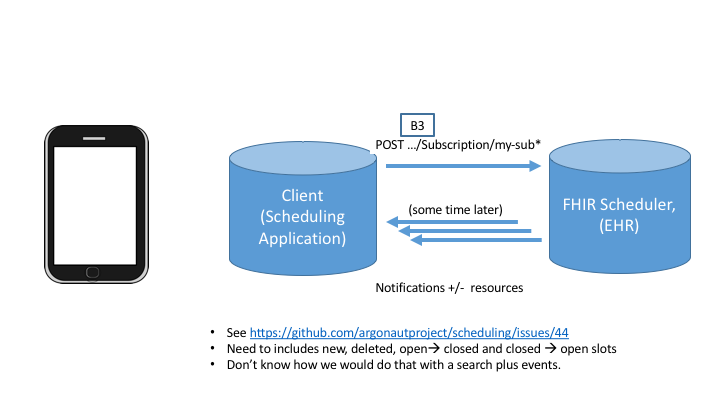 B3
POST …/Subscription/my-sub*
Client
(Scheduling
Application)
FHIR Scheduler,
(EHR)
(some time later)
Notifications +/- resources
• See https://github.com/argonautproject/scheduling/issues/44
• Need to includes new, deleted, open→ closed and closed → open slots
• Don’t know how we would do that with a search plus events.